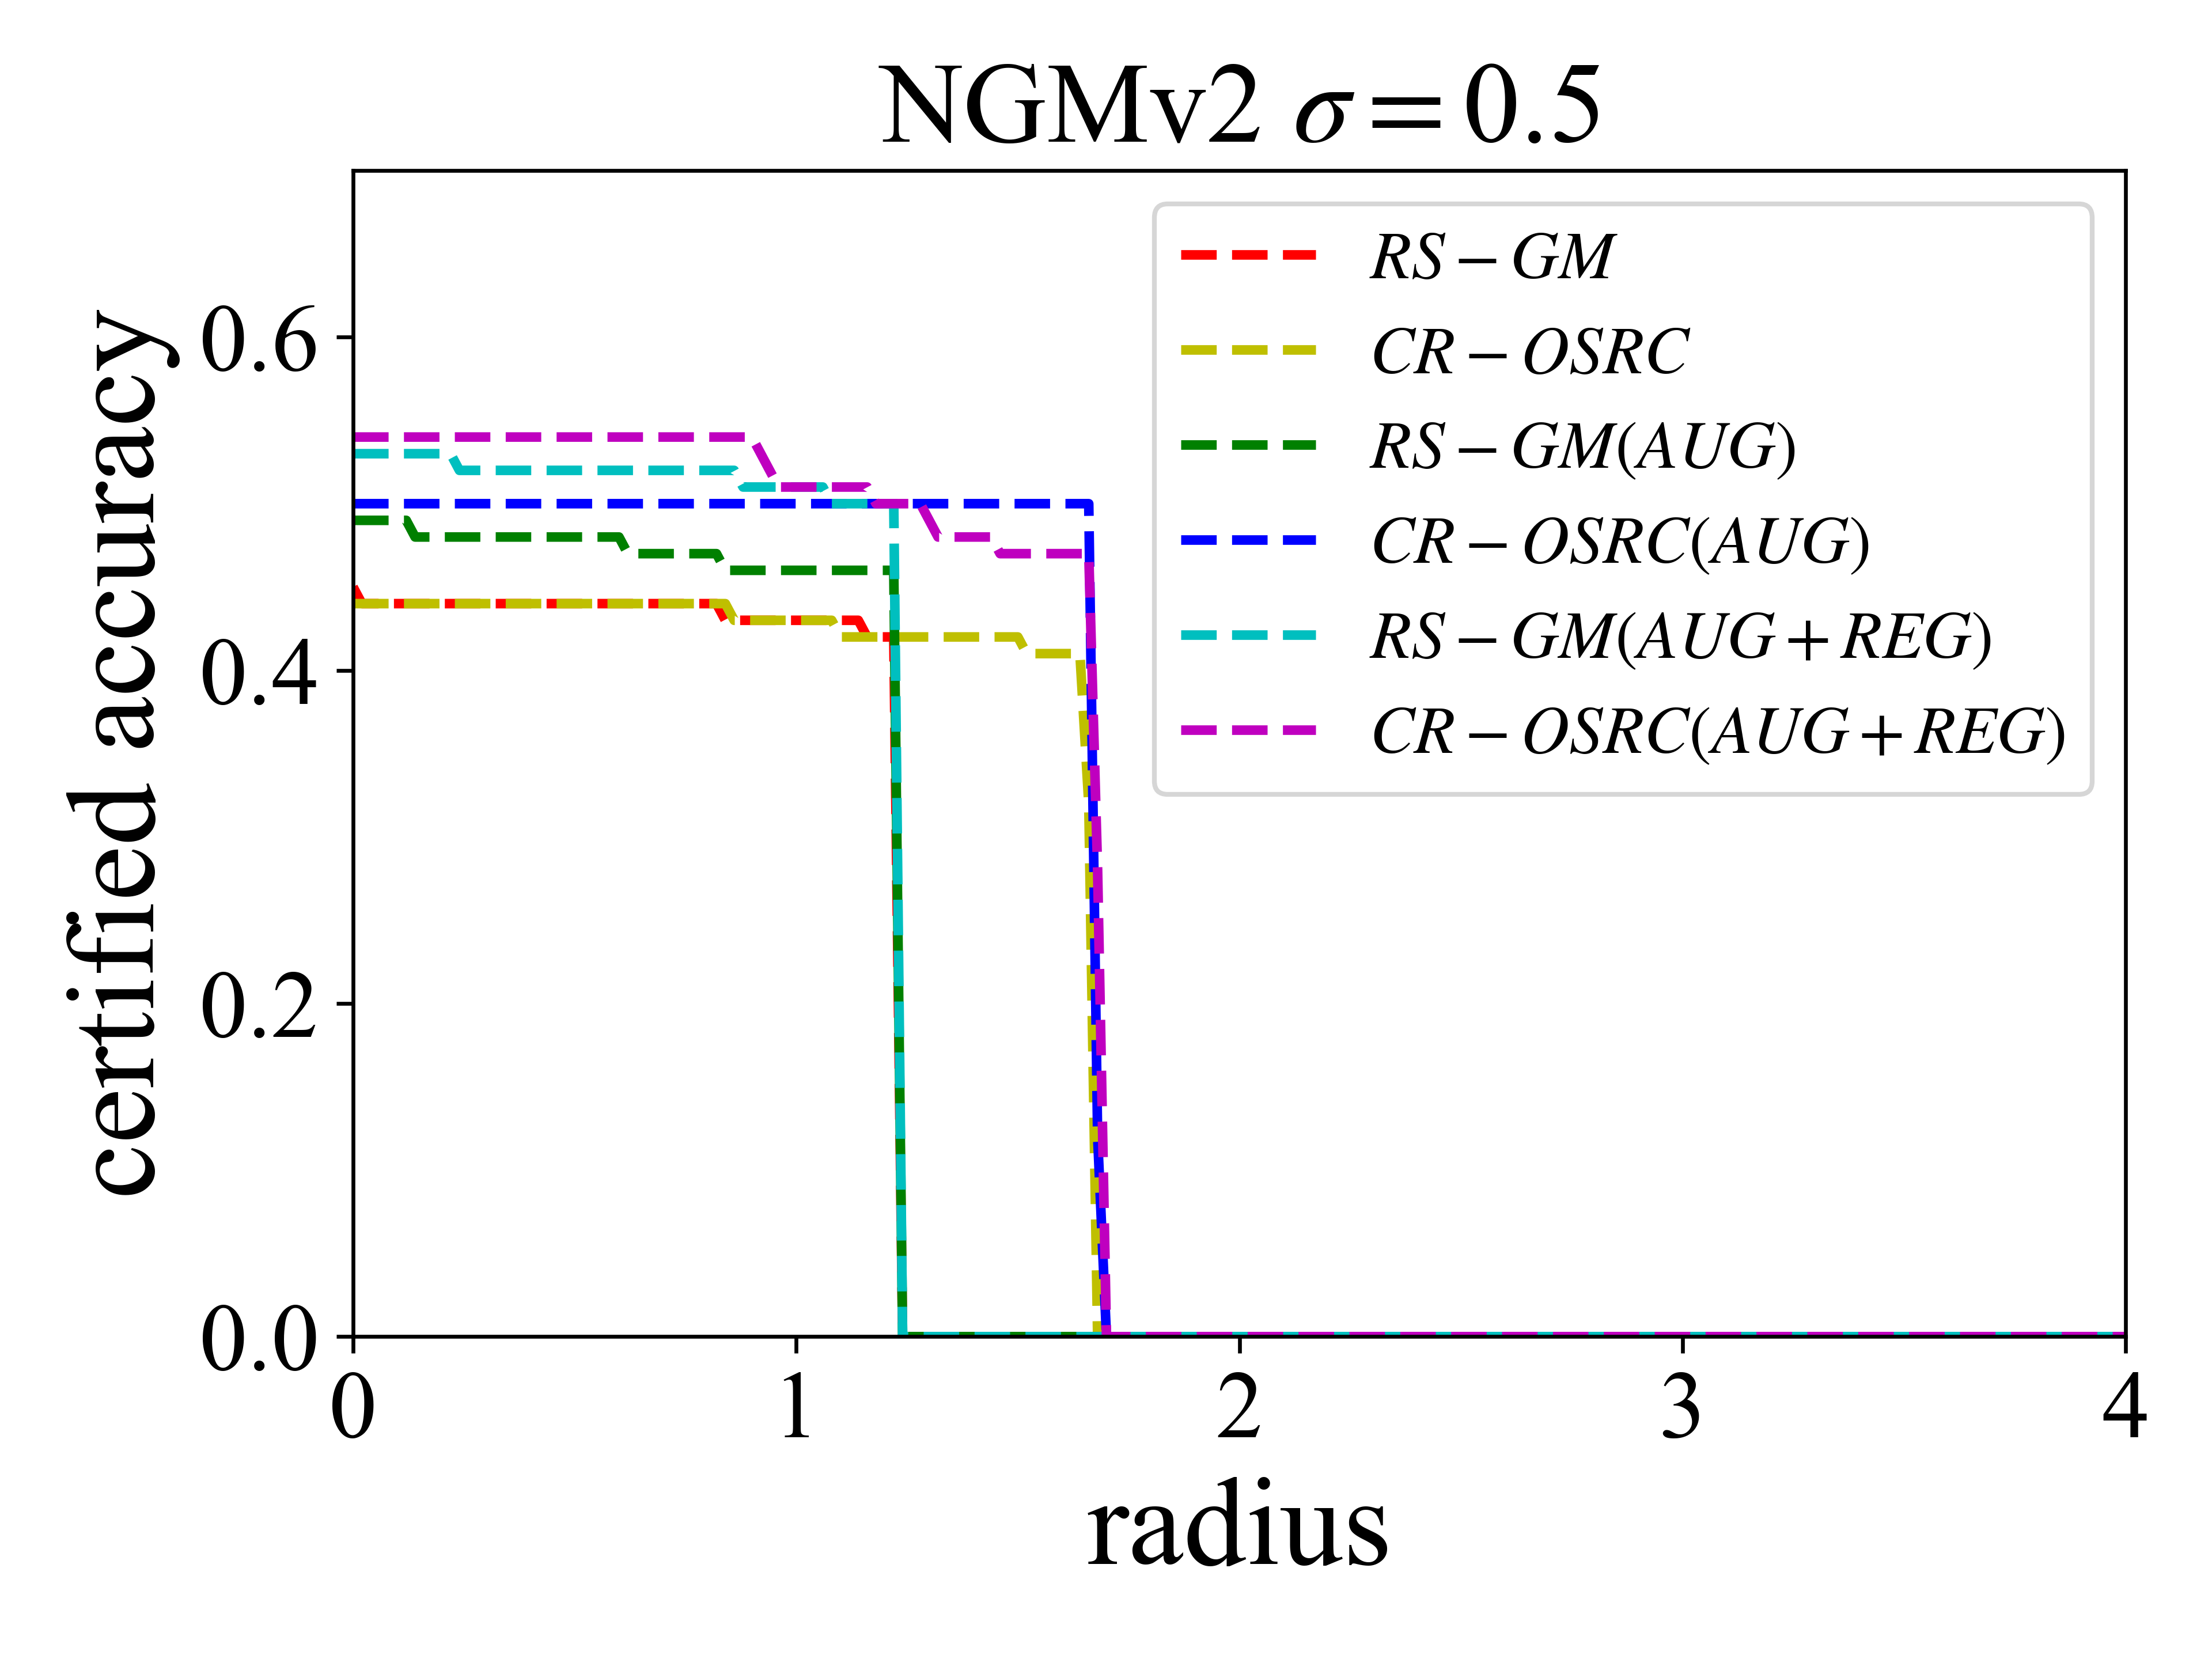 NGMv2 σ = 0.5
certified accuracy
0.6
0.4
0.2
0.0
RS − GM
CR − OSRC
RS − GM(AUG)
CR − OSRC(AUG)
RS − GM(AUG + REG)
CR − OSRC(AUG + REG)
0 1 2 3 4
radius